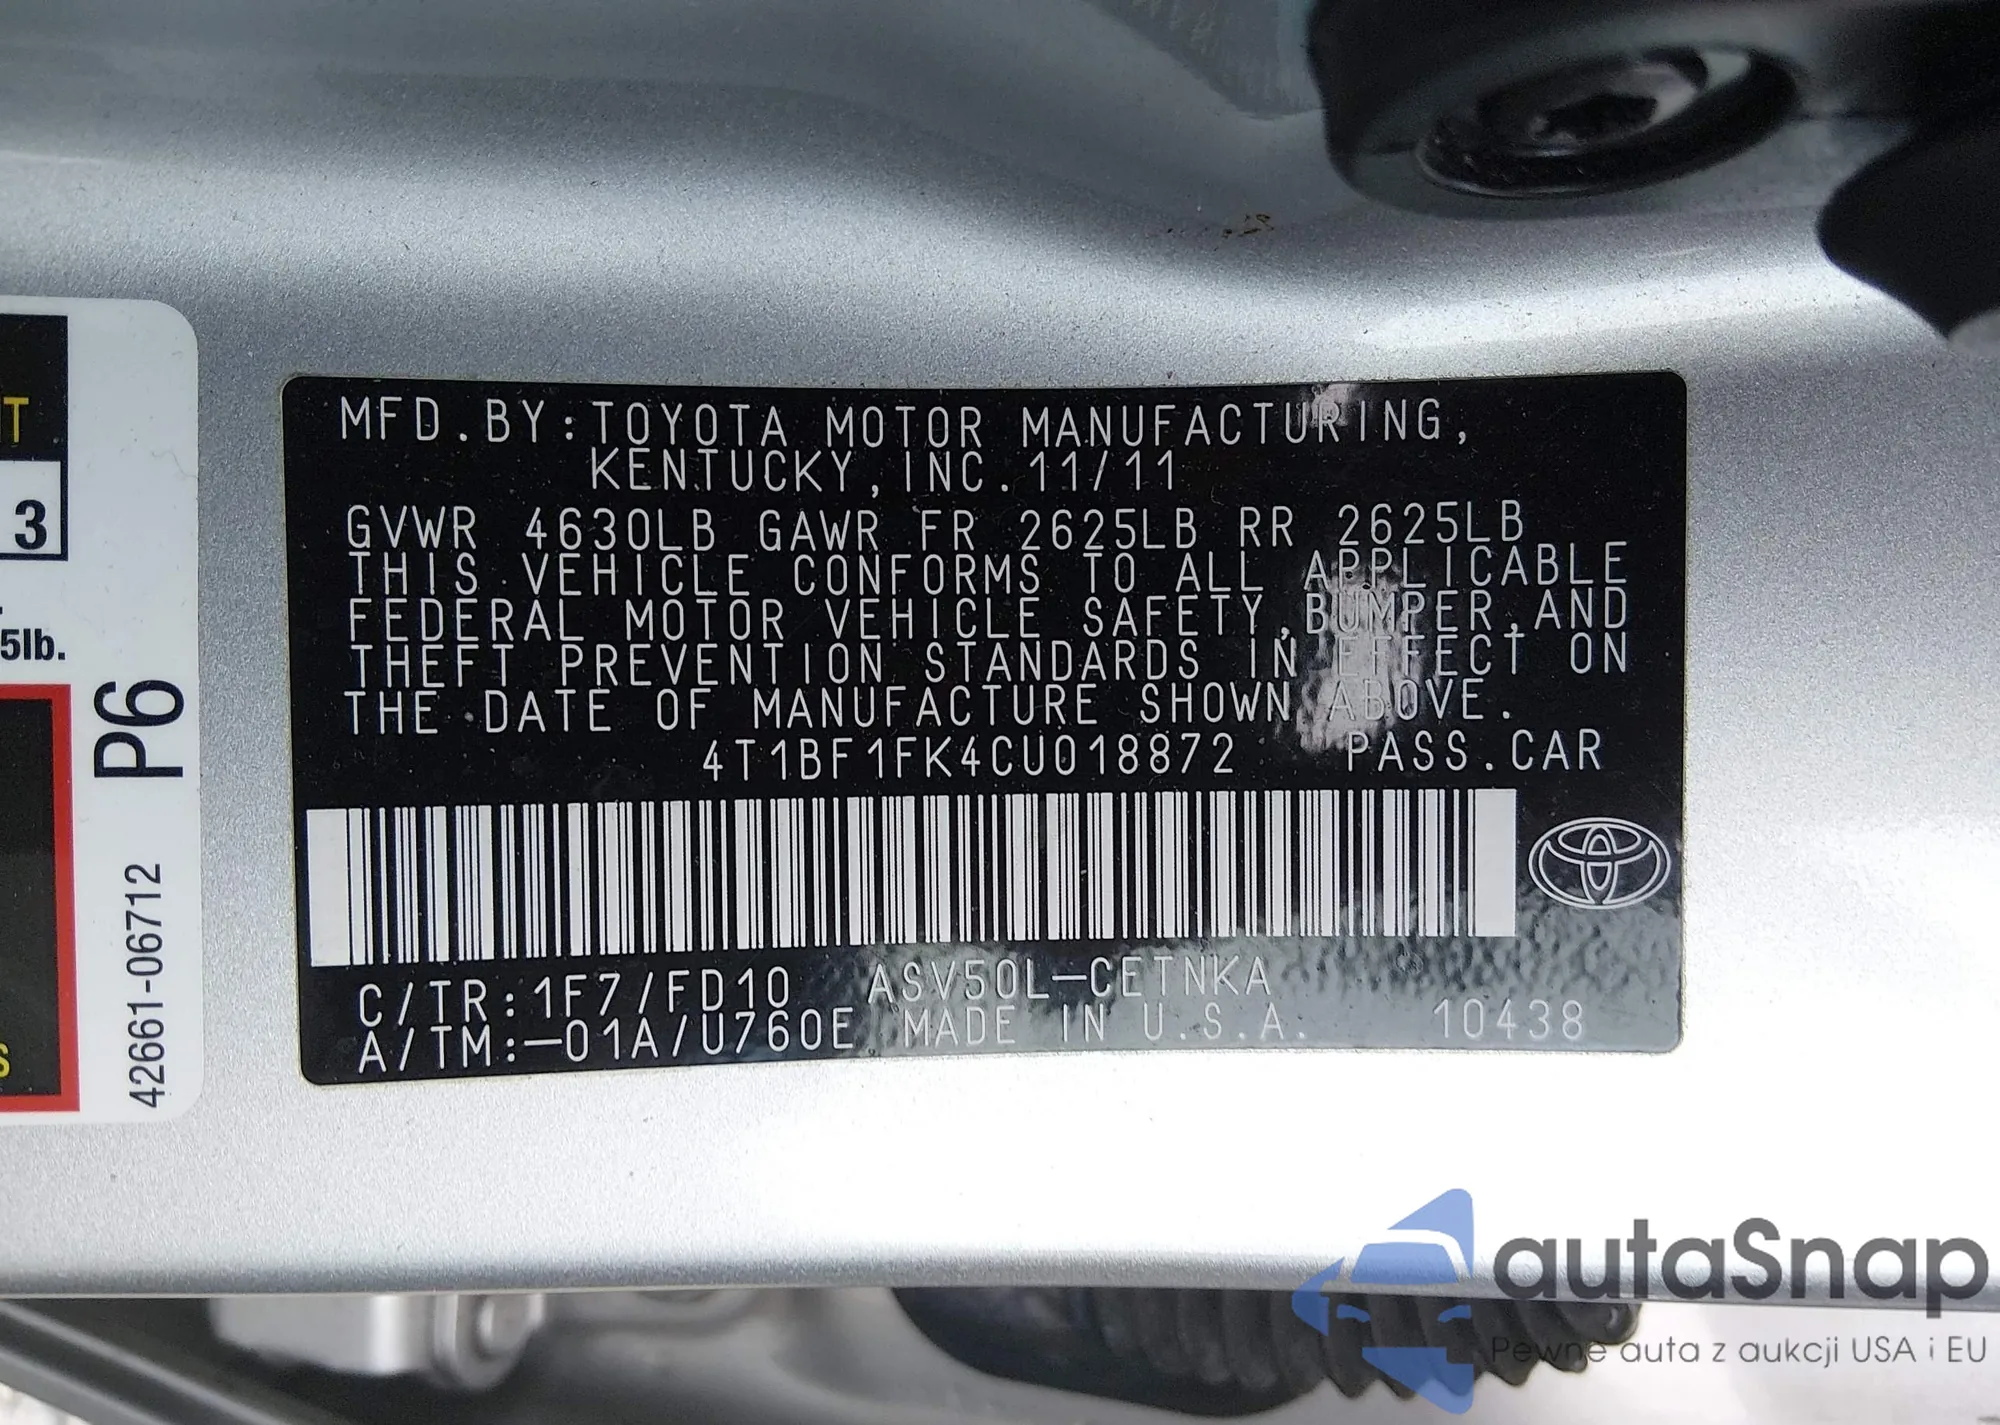 MFD.BY:TOYOTA MOTOR MANUFACTURING,
KENTUCKY,INC.11/11
GVWR 4630LB GAWR FR 2625LB RR 2625LB
THIS VEHICLE CONFORMS TO ALL APPLICABLE
FEDERAL MOTOR VEHICLE SAFETY,BUMPER,AND
THEFT PREVENTION STANDARDS IN EFFECT ON
THE DATE OF MANUFACTURE SHOWN ABOVE.
4T1BF1FK4CU018872 PASS.CAR
C/TR:1F7/FD10 ASV50L-CETNKA
A/TM:-01A/U760E MADE IN U.S.A. 10438
3
5lb.
P6
42661-06712
autaSnap
Pewne auta z aukcji USA i EU